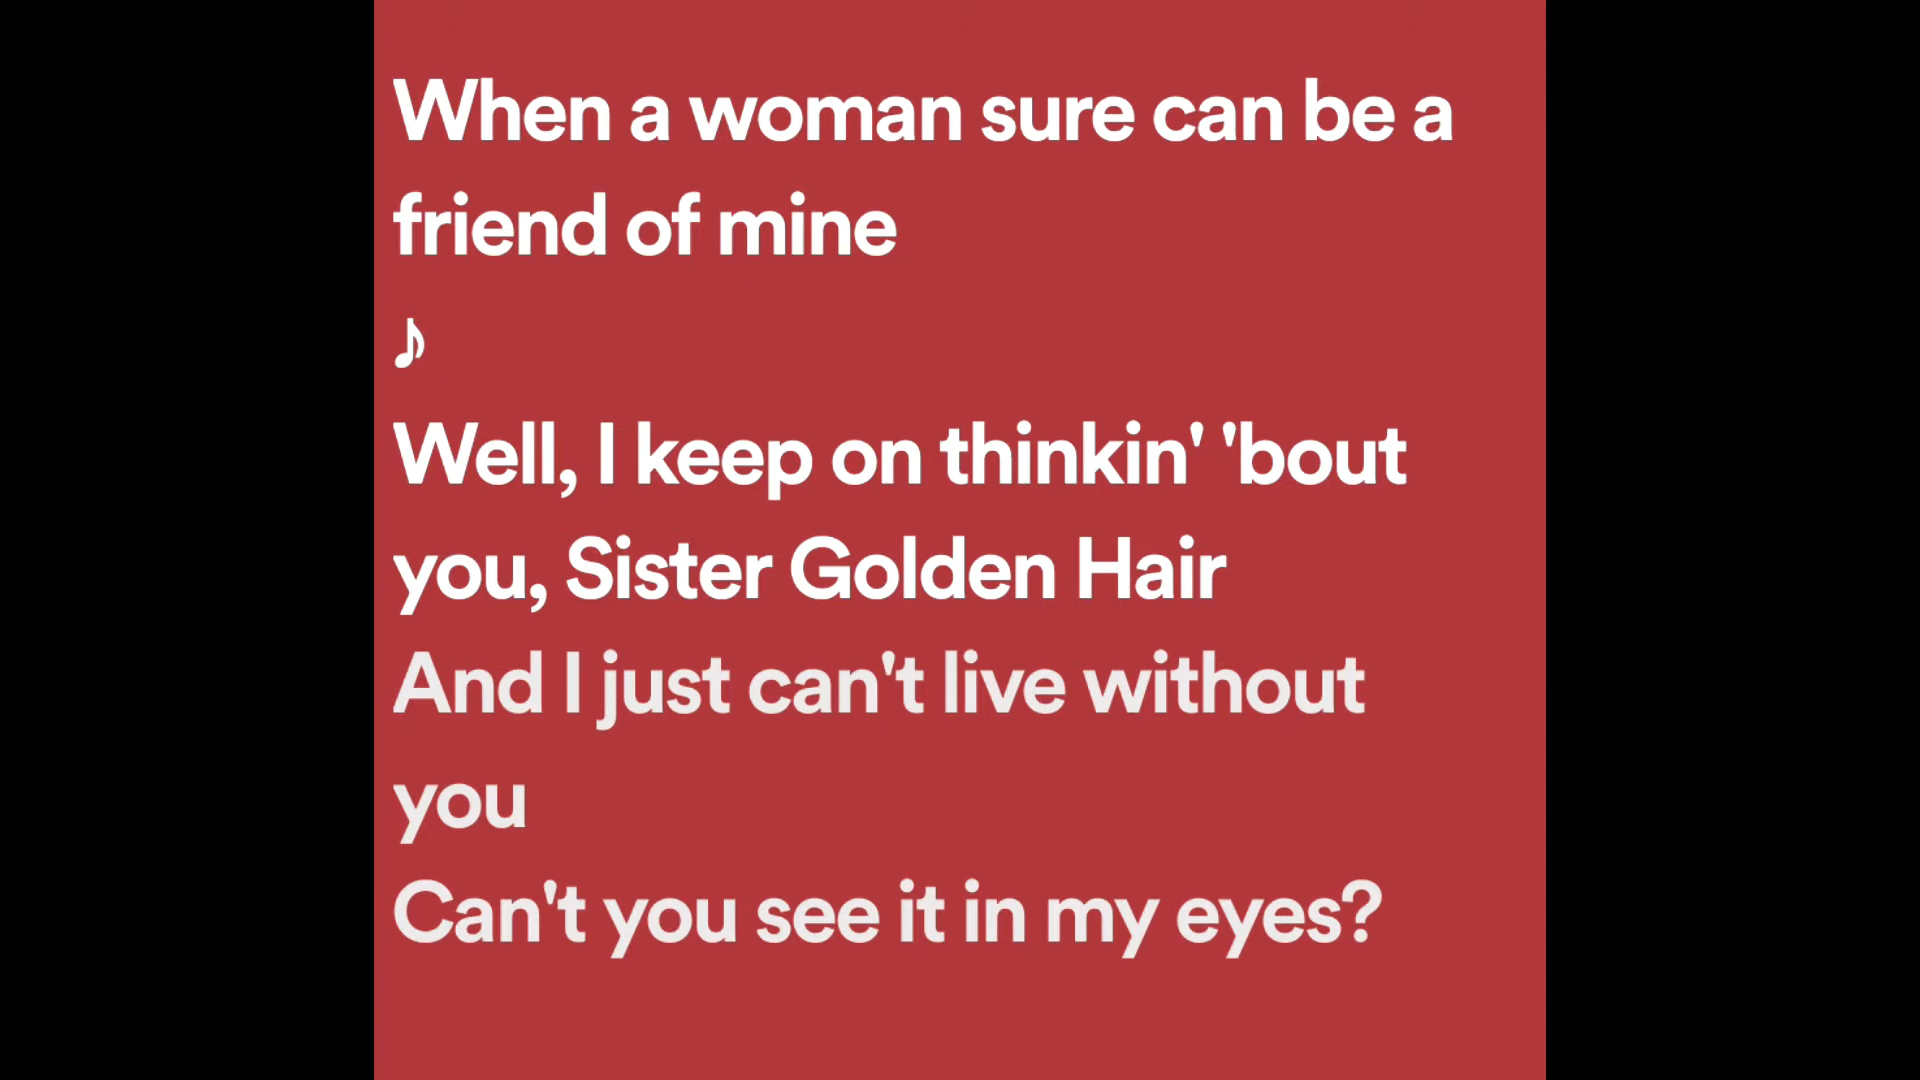 When a woman sure can be a
friend of mine
♪
Well, I keep on thinkin' 'bout
you, Sister Golden Hair
And I just can't live without
you
Can't you see it in my eyes?